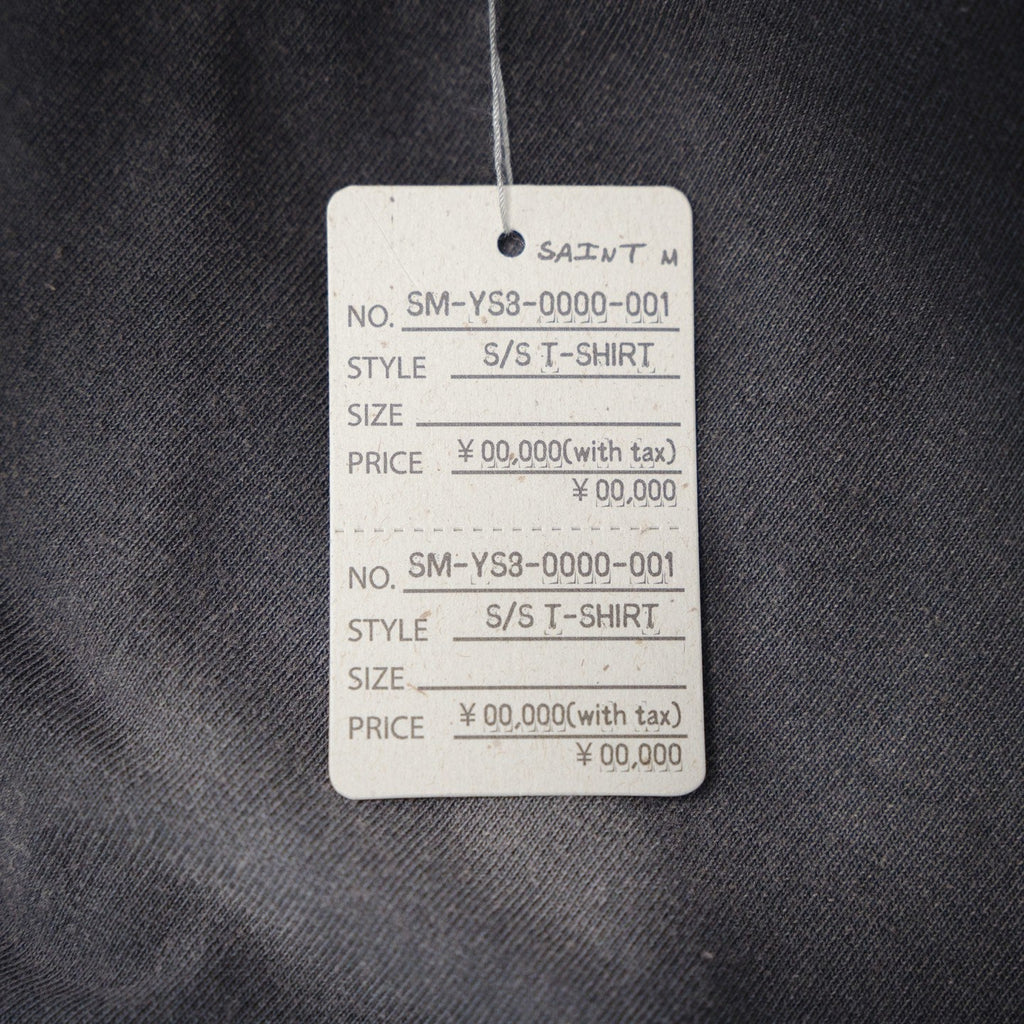 SAINT M
NO. SM-YS3-0000-001
STYLE S/S T-SHIRT
SIZE
PRICE ¥00,000(with tax)
¥00,000
NO. SM-YS3-0000-001
STYLE S/S T-SHIRT
SIZE
PRICE ¥00,000(with tax)
¥00,000